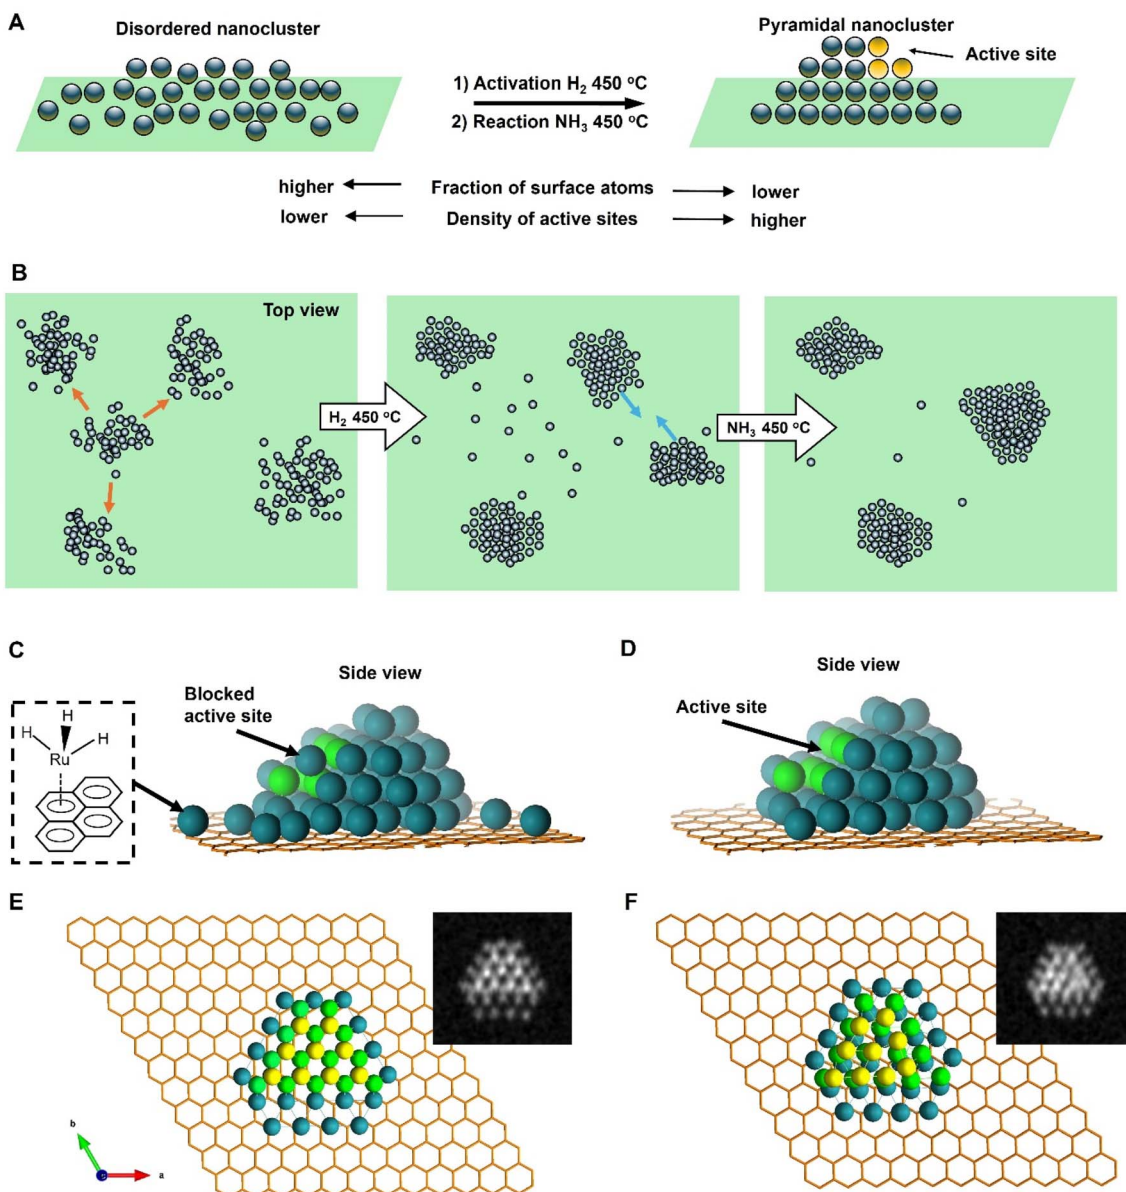 A
Disordered nanocluster
Pyramidal nanocluster
Active site
1) Activation H₂ 450 °C
2) Reaction NH₃ 450 °C
higher
Fraction of surface atoms
lower
lower
Density of active sites
higher
B
Top view
H₂ 450 °C
NH₃ 450 °C
C
D
Side view
Side view
Blocked
active site
Active site
H
H
H
Ru
E
F
b
a